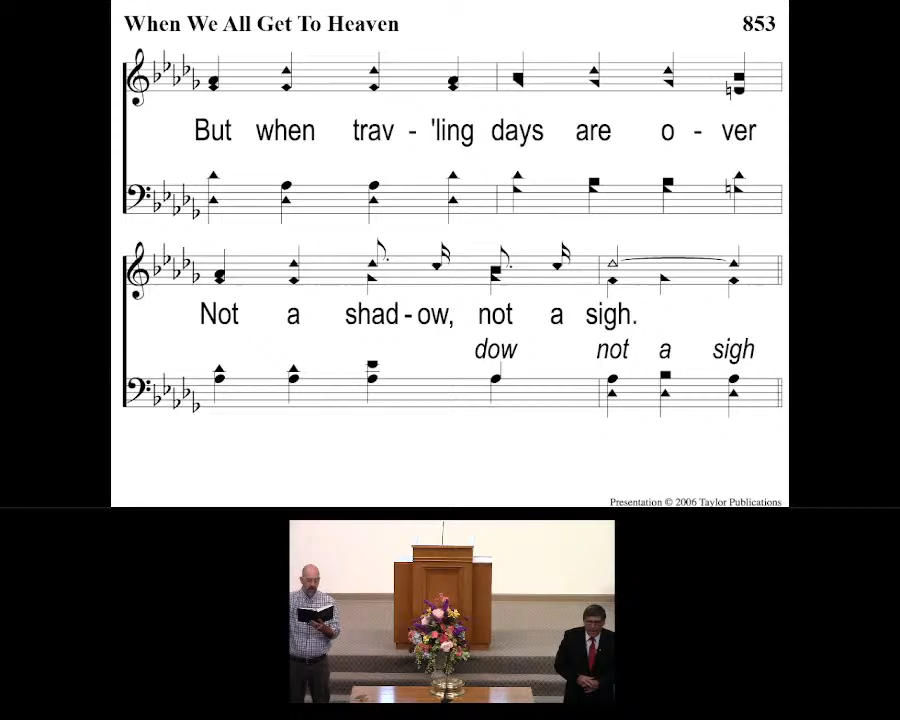 When We All Get To Heaven 853
But when trav - 'ling days are o - ver
Not a shad - ow, not a sigh.
dow not a sigh
Presentation © 2006 Taylor Publications